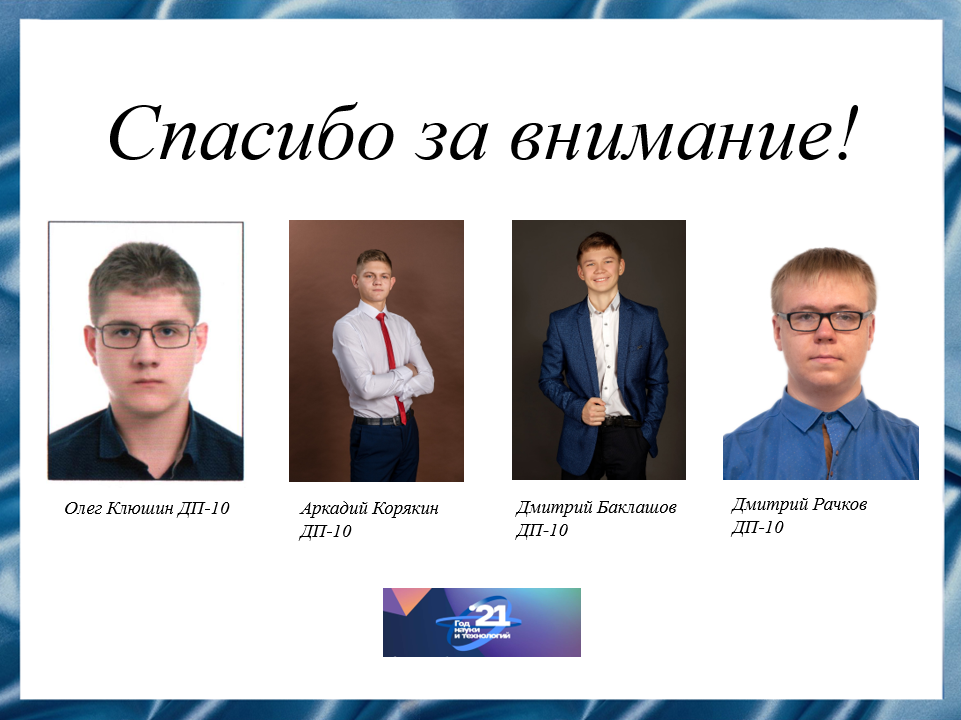 Спасибо за внимание!
Олег Клюшин ДП-10
Аркадий Корякин
ДП-10
Дмитрий Баклашов
ДП-10
Дмитрий Рачков
ДП-10
'21
Год
науки
и технологий